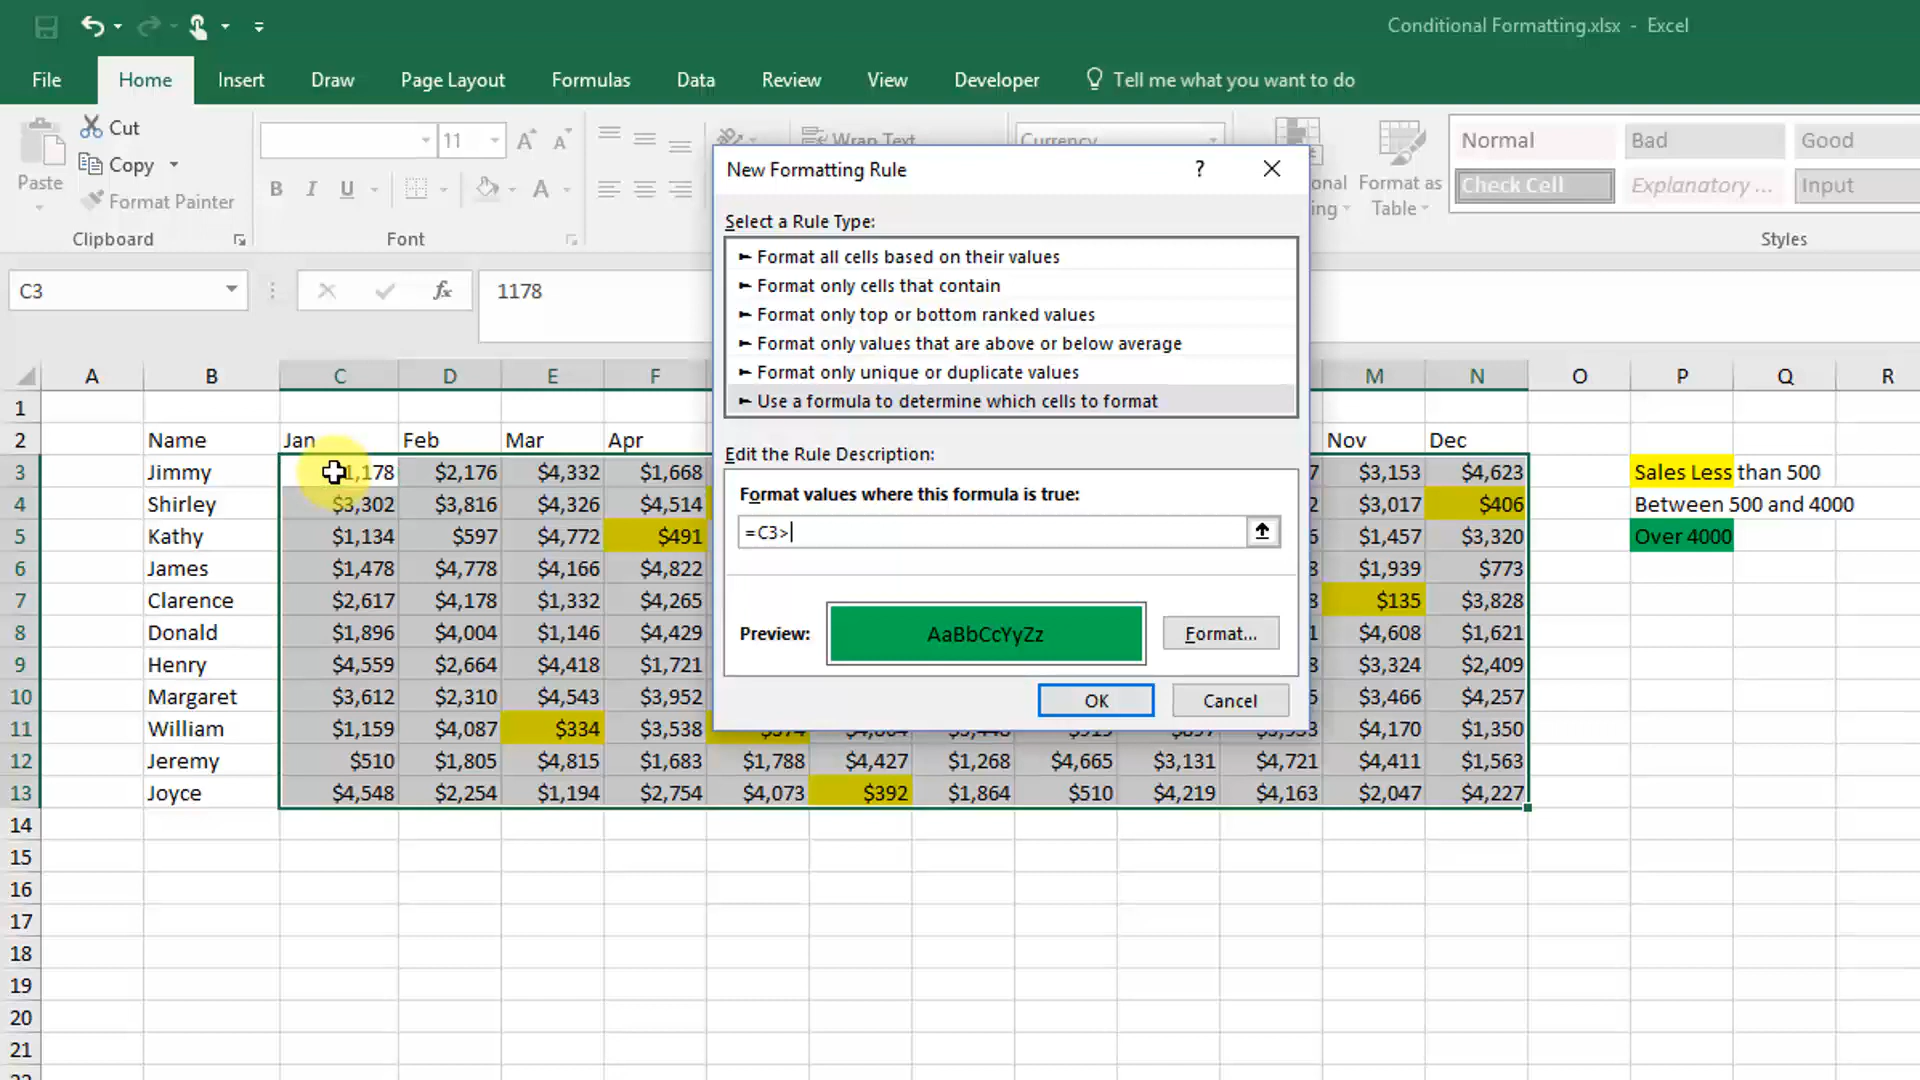 Conditional Formatting.xlsx - Excel
File Home Insert Draw Page Layout Formulas Data Review View Developer Tell me what you want to do
Cut
Copy
Format Painter
Paste
Clipboard
11 A A
B I U A
Font
Wrap Text
Currency
Format as
Table
Normal Bad Good
Check Cell Explanatory ... Input
Styles
C3 fx 1178
New Formatting Rule ?
Select a Rule Type:
► Format all cells based on their values
► Format only cells that contain
► Format only top or bottom ranked values
► Format only values that are above or below average
► Format only unique or duplicate values
► Use a formula to determine which cells to format
Edit the Rule Description:
Format values where this formula is true:
=C3>
Preview: AaBbCcYyZz Format...
OK Cancel
A B C D E F M N O P Q R
1
2 Name Jan Feb Mar Apr Nov Dec
3 Jimmy 1,178 $2,176 $4,332 $1,668 $3,153 $4,623 Sales Less than 500
4 Shirley $3,302 $3,816 $4,326 $4,514 $3,017 $406 Between 500 and 4000
5 Kathy $1,134 $597 $4,772 $491 $1,457 $3,320 Over 4000
6 James $1,478 $4,778 $4,166 $4,822 $1,939 $773
7 Clarence $2,617 $4,178 $1,332 $4,265 $135 $3,828
8 Donald $1,896 $4,004 $1,146 $4,429 $4,608 $1,621
9 Henry $4,559 $2,664 $4,418 $1,721 $3,324 $2,409
10 Margaret $3,612 $2,310 $4,543 $3,952 $3,466 $4,257
11 William $1,159 $4,087 $334 $3,538 $4,170 $1,350
12 Jeremy $510 $1,805 $4,815 $1,683 $1,788 $4,427 $1,268 $4,665 $3,131 $4,721 $4,411 $1,563
13 Joyce $4,548 $2,254 $1,194 $2,754 $4,073 $392 $1,864 $510 $4,219 $4,163 $2,047 $4,227
14
15
16
17
18
19
20
21